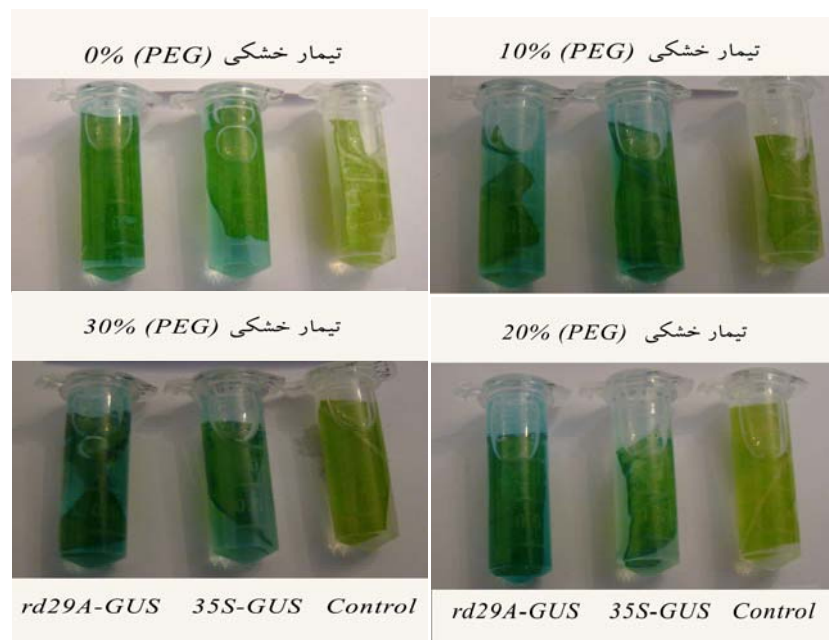 تیمار خشکی 0% (PEG)
تیمار خشکی 10% (PEG)
تیمار خشکی 30% (PEG)
تیمار خشکی 20% (PEG)
rd29A-GUS 35S-GUS Control
rd29A-GUS 35S-GUS Control